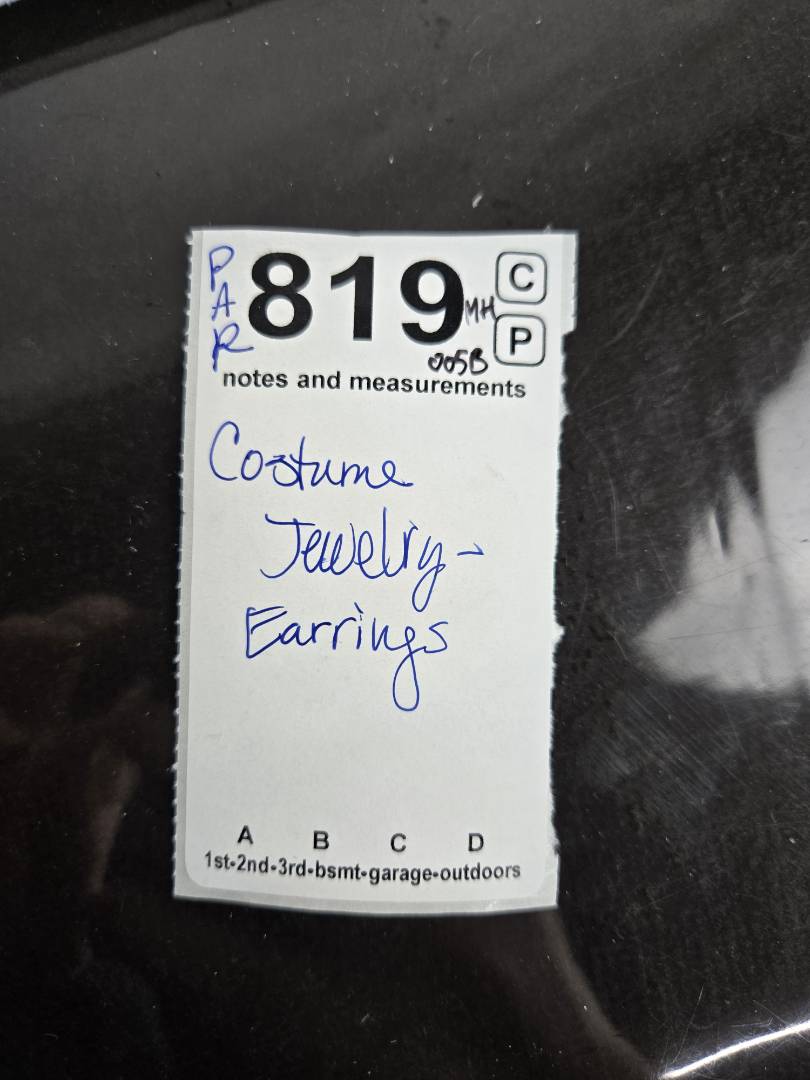 PAR
819
MH
C
P
005B
notes and measurements
Costume
Jewelry-
Earrings
A B C D
1st-2nd-3rd-bsmt-garage-outdoors